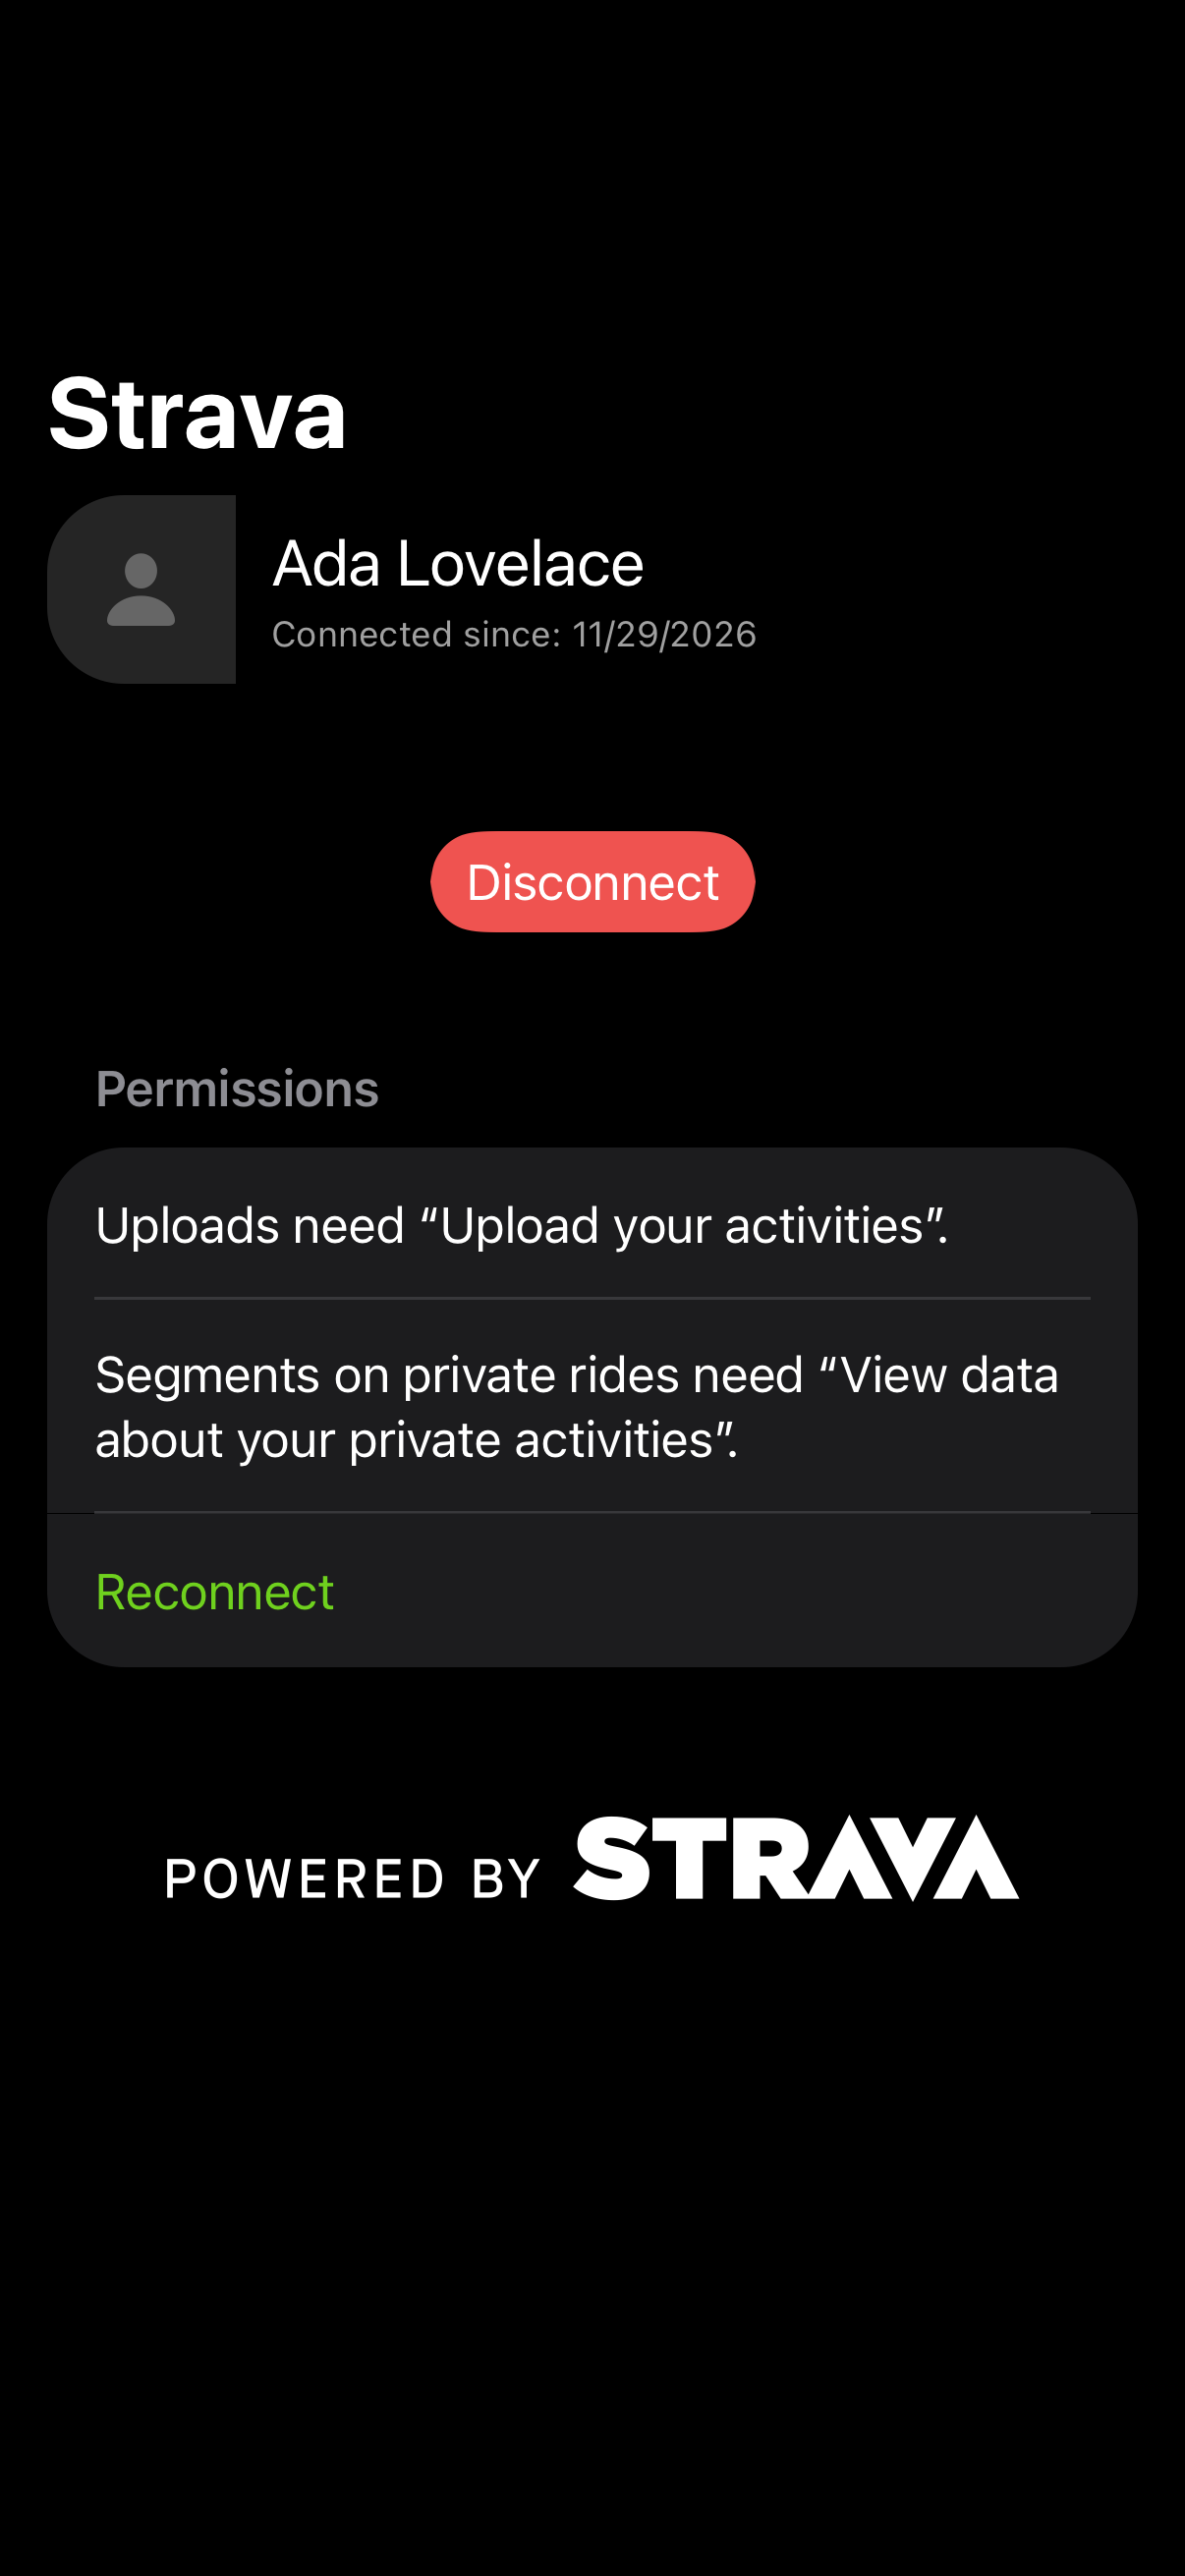 Strava
Ada Lovelace
Connected since: 11/29/2026
Disconnect
Permissions
Uploads need “Upload your activities”.
Segments on private rides need “View data
about your private activities”.
Reconnect
POWERED BY STRAVA